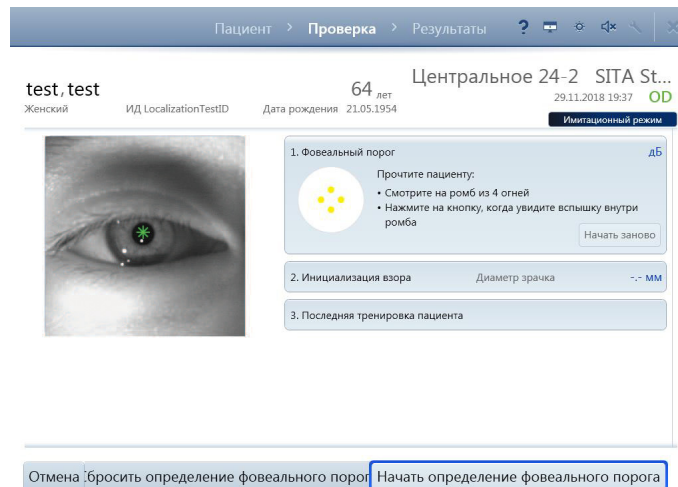 Пациент > Проверка > Результаты ?
test, test 64 лет Центральное 24-2 SITA St...
Женский ИД LocalizationTestID Дата рождения 21.05.1954 29.11.2018 19:37 OD
Имитационный режим
1. Фовеальный порог дБ
Прочтите пациенту:
• Смотрите на ромб из 4 огней
• Нажмите на кнопку, когда увидите вспышку внутри
ромба
Начать заново
2. Инициализация взора Диаметр зрачка -.- мм
3. Последняя тренировка пациента
Отмена бросить определение фовеального порог Начать определение фовеального порога